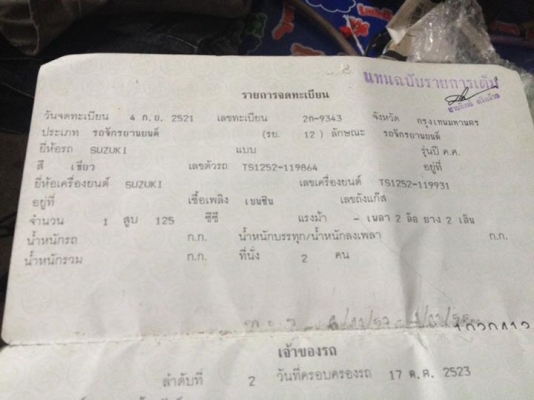 แทนฉบับรายการเดิม
รายการจดทะเบียน
วันจดทะเบียน 4 ก.ย. 2521 เลขทะเบียน 2ก-9343 จังหวัด กรุงเทพมหานคร
ประเภท รถจักรยานยนต์ (รย. 12) ลักษณะ รถจักรยานยนต์
ยี่ห้อรถ SUZUKI แบบ รุ่นปี ค.ศ.
สี เขียว เลขตัวรถ TS1252-119864 อยู่ที่
ยี่ห้อเครื่องยนต์ SUZUKI เลขเครื่องยนต์ TS1252-119931
อยู่ที่ เชื้อเพลิง เบนซิน เลขถังแก๊ส
จำนวน 1 สูบ 125 ซีซี แรงม้า - เพลา 2 ล้อ ยาง 2 เส้น
น้ำหนักรถ ก.ก. น้ำหนักบรรทุก/น้ำหนักลงเพลา ก.ก.
น้ำหนักรวม ก.ก. ที่นั่ง 2 คน
เจ้าของรถ
ลำดับที่ 2 วันที่ครอบครองรถ 17 ต.ค. 2523